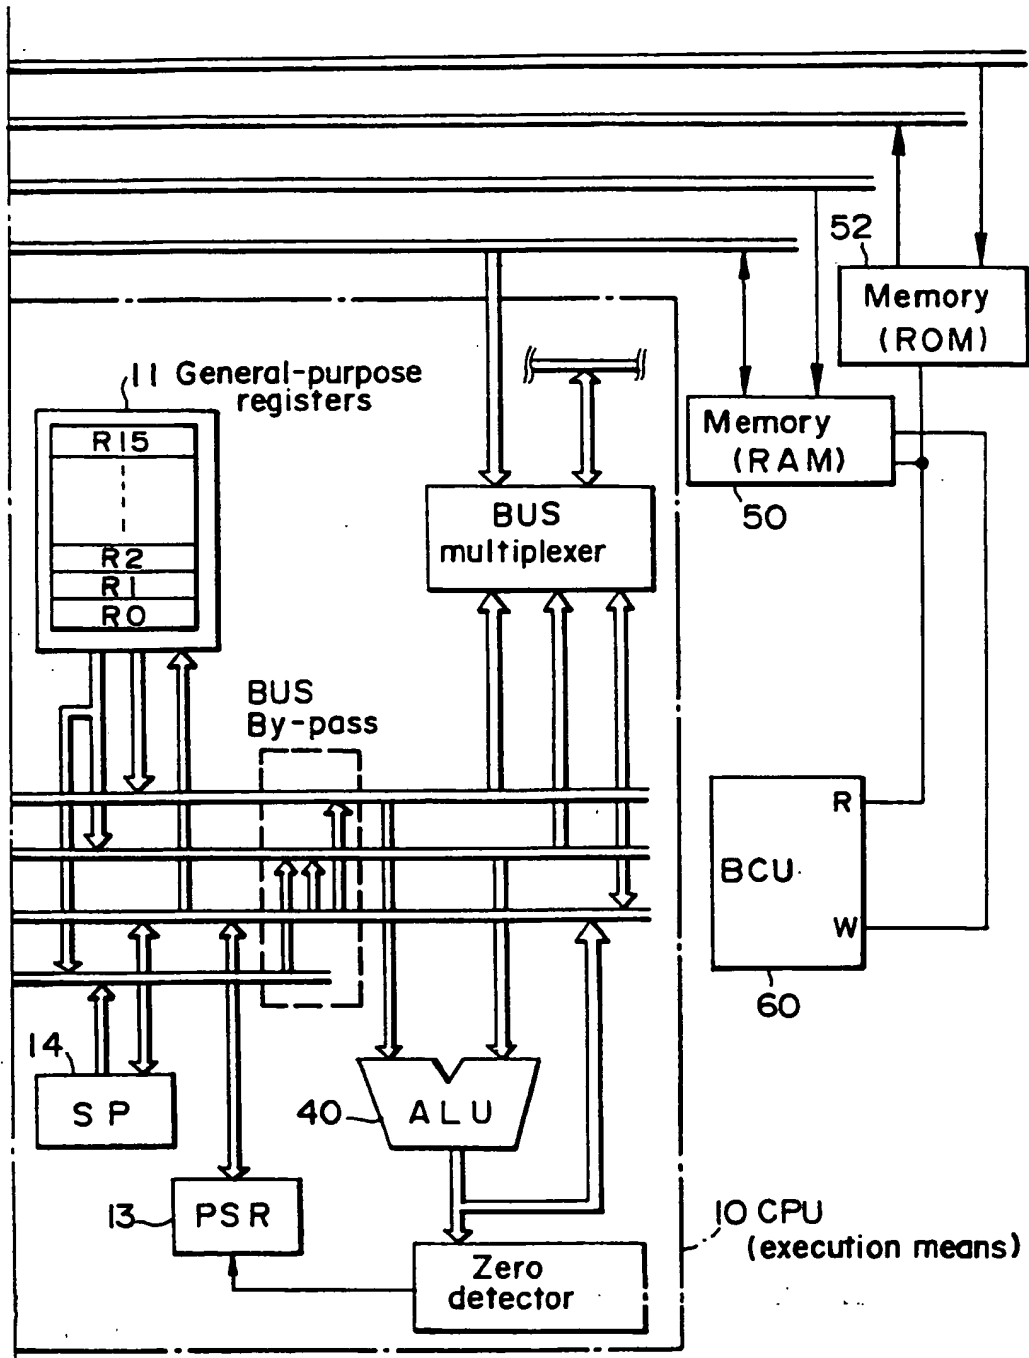 52
Memory
(ROM)
11 General-purpose
registers
R15
R2
R1
R0
Memory
(RAM)
50
BUS
multiplexer
BUS
By-pass
R
BCU
W
60
14
SP
40
ALU
13
PSR
10 CPU
(execution means)
Zero
detector